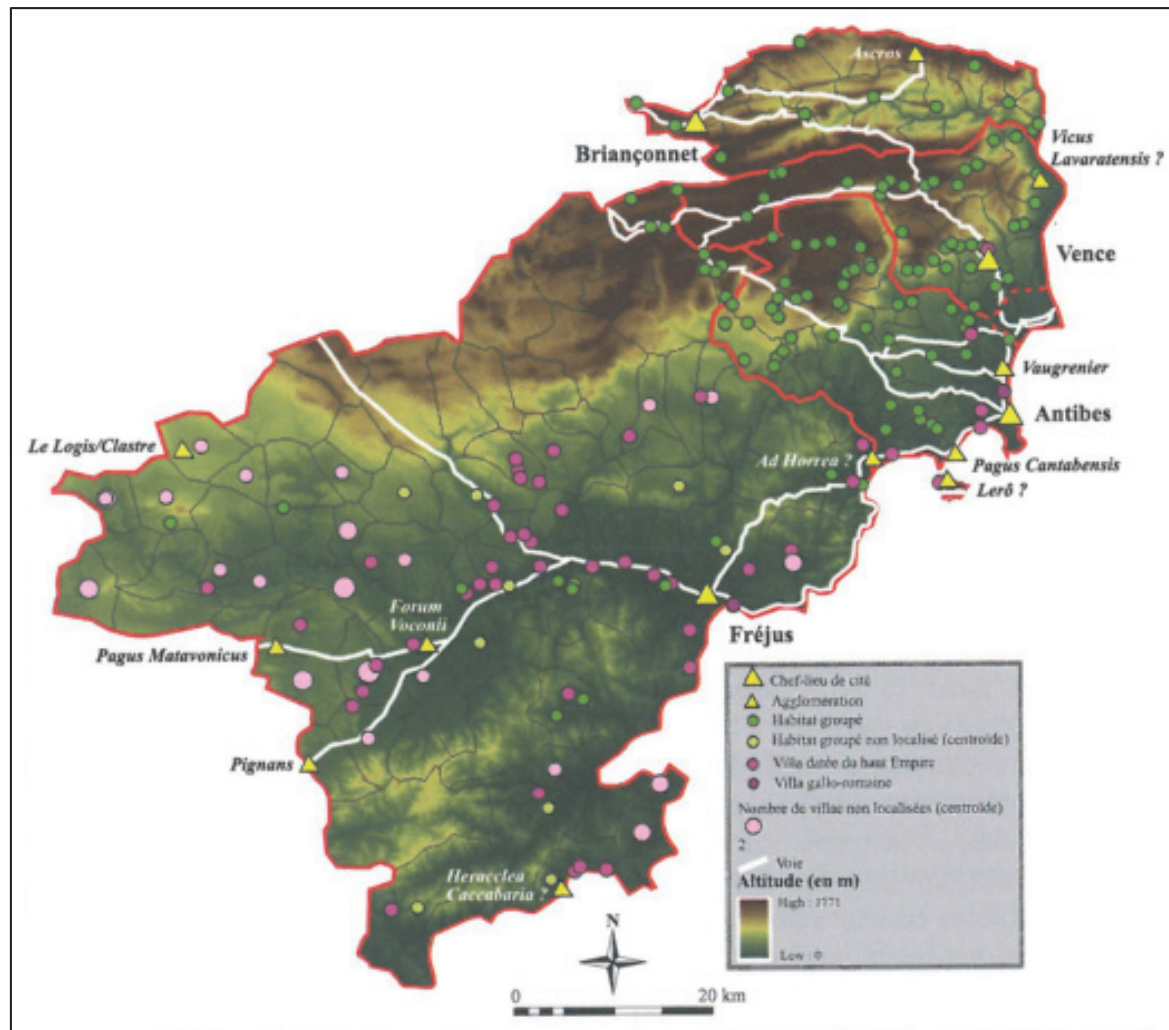 Ascros
Briançonnet
Vicus
Lavaratensis ?
Vence
Vaugrenier
Antibes
Le Logis/Clastre
Ad Horrea ?
Pagus Cantabensis
Lerô ?
Forum
Voconii
Fréjus
Pagus Matavonicus
Pignans
Heracclea
Caccabaria ?
Chef-lieu de cité
Agglomération
Habitat groupé
Habitat groupé non localisé (centroïde)
Villa datée du haut Empire
Villa gallo-romaine
Nombre de villae non localisées (centroïde)
2
Voie
Altitude (en m)
High : 1771
Low : 0
N
0 20 km